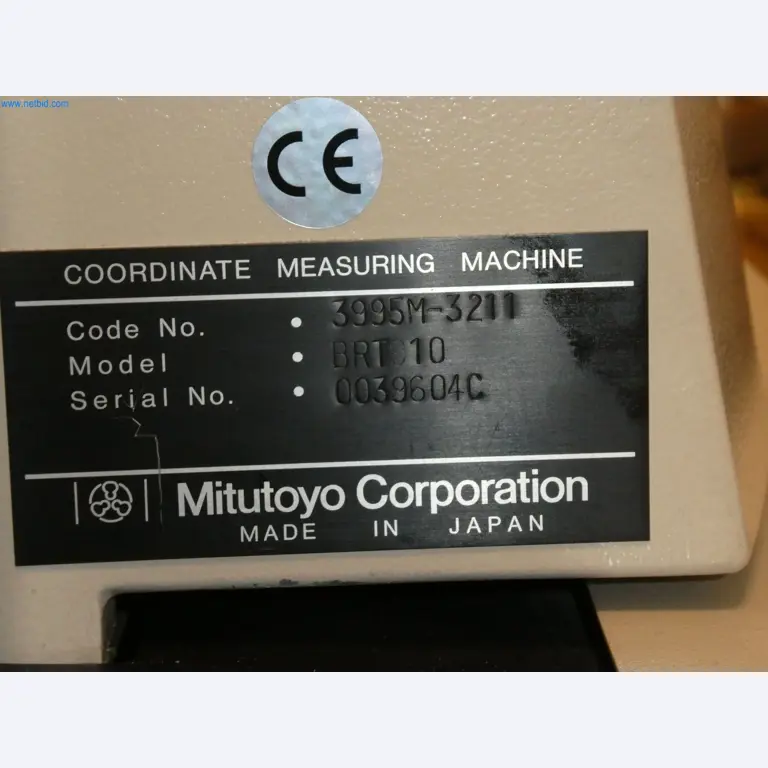 www.netbid.com
CE
COORDINATE MEASURING MACHINE
Code No. • 3995M-3211
Model •
Serial No. • 0039604C
Mitutoyo Corporation
MADE IN JAPAN